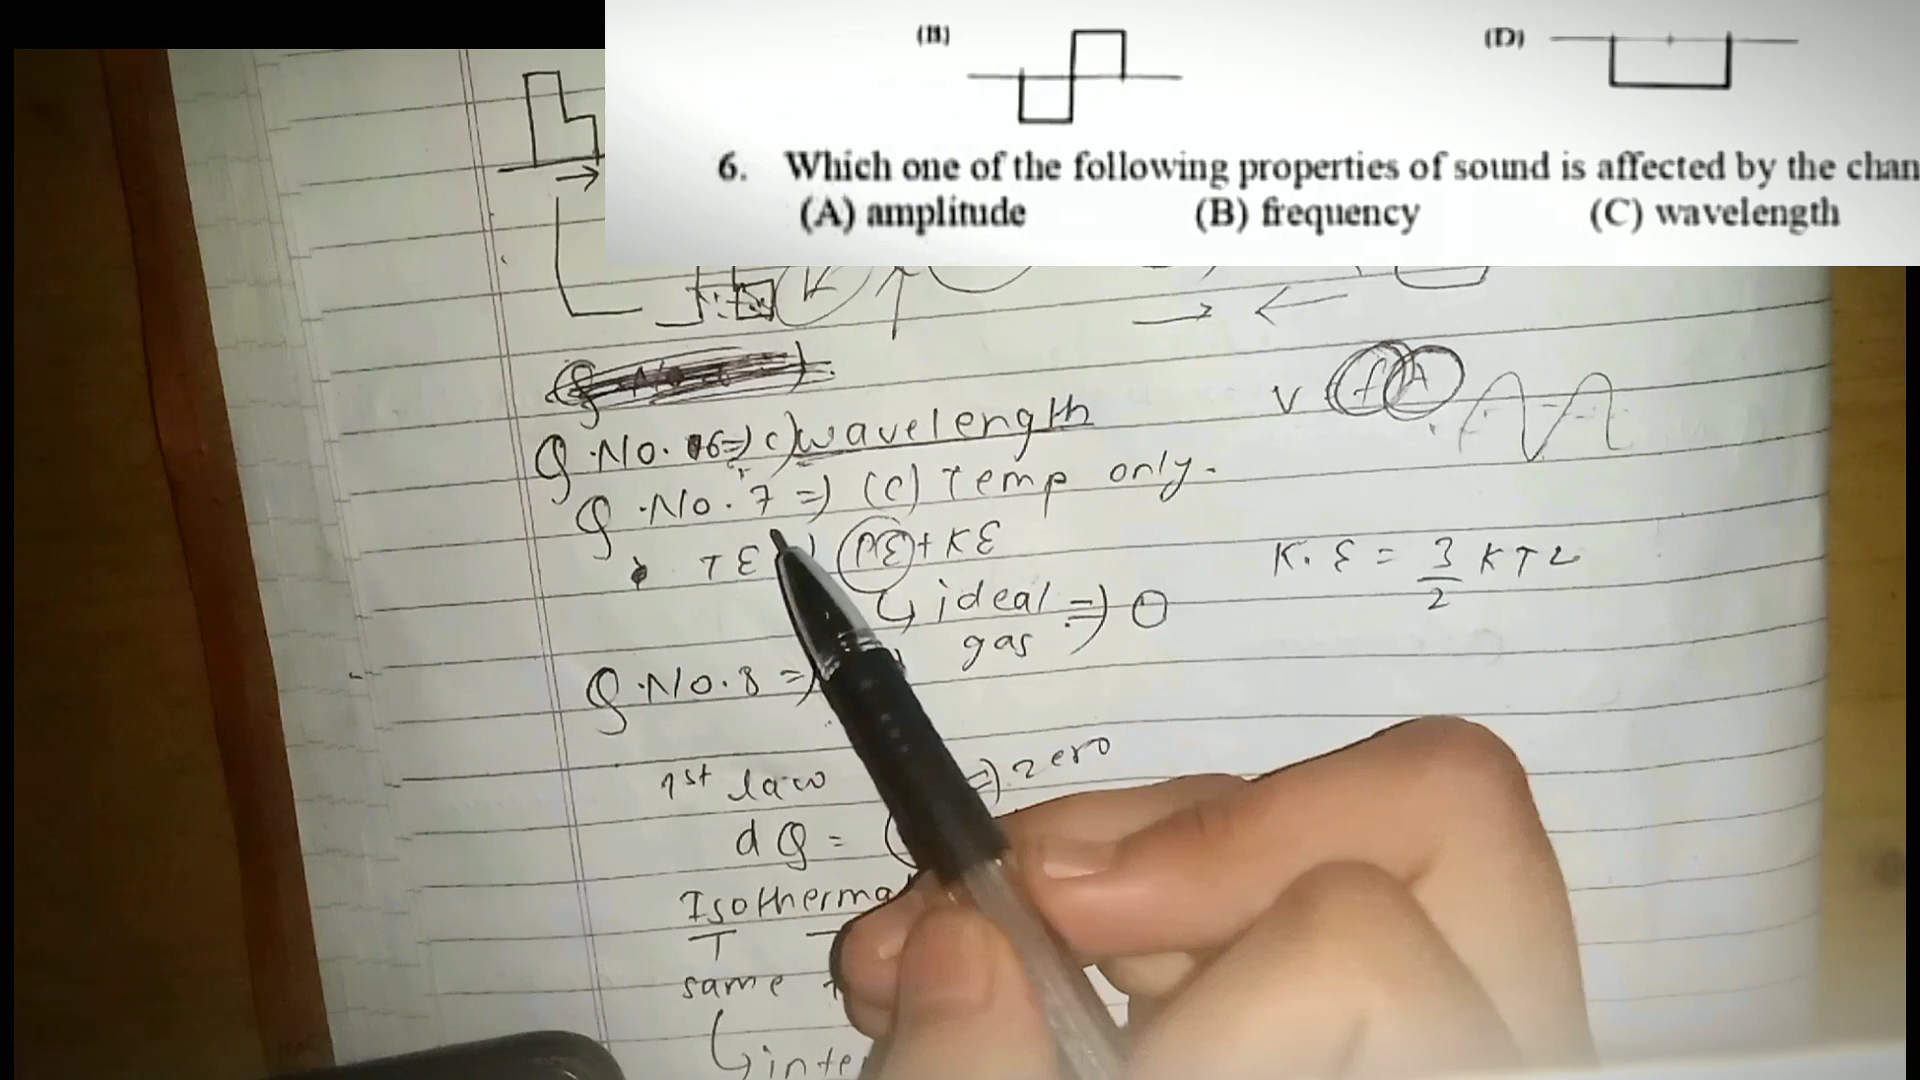 (B) (D)
6. Which one of the following properties of sound is affected by the chan
(A) amplitude (B) frequency (C) wavelength
V f A
Q.No. 6 => c) wavelength
Q.No. 7 => (c) Temp only.
TE PE + KE
K.E = 3/2 KT
ideal gas => 0
Q.No. 8 =>
1st law => zero
dQ =
Isotherma
T
same
inte